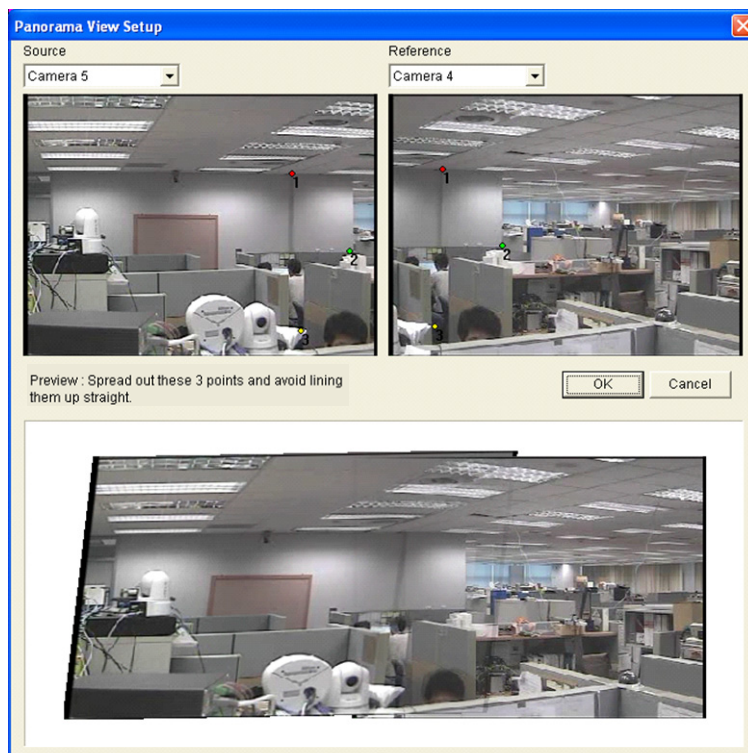 Panorama View Setup
Source
Reference
Camera 5
Camera 4
1
2
3
1
2
3
Preview : Spread out these 3 points and avoid lining
them up straight.
OK
Cancel